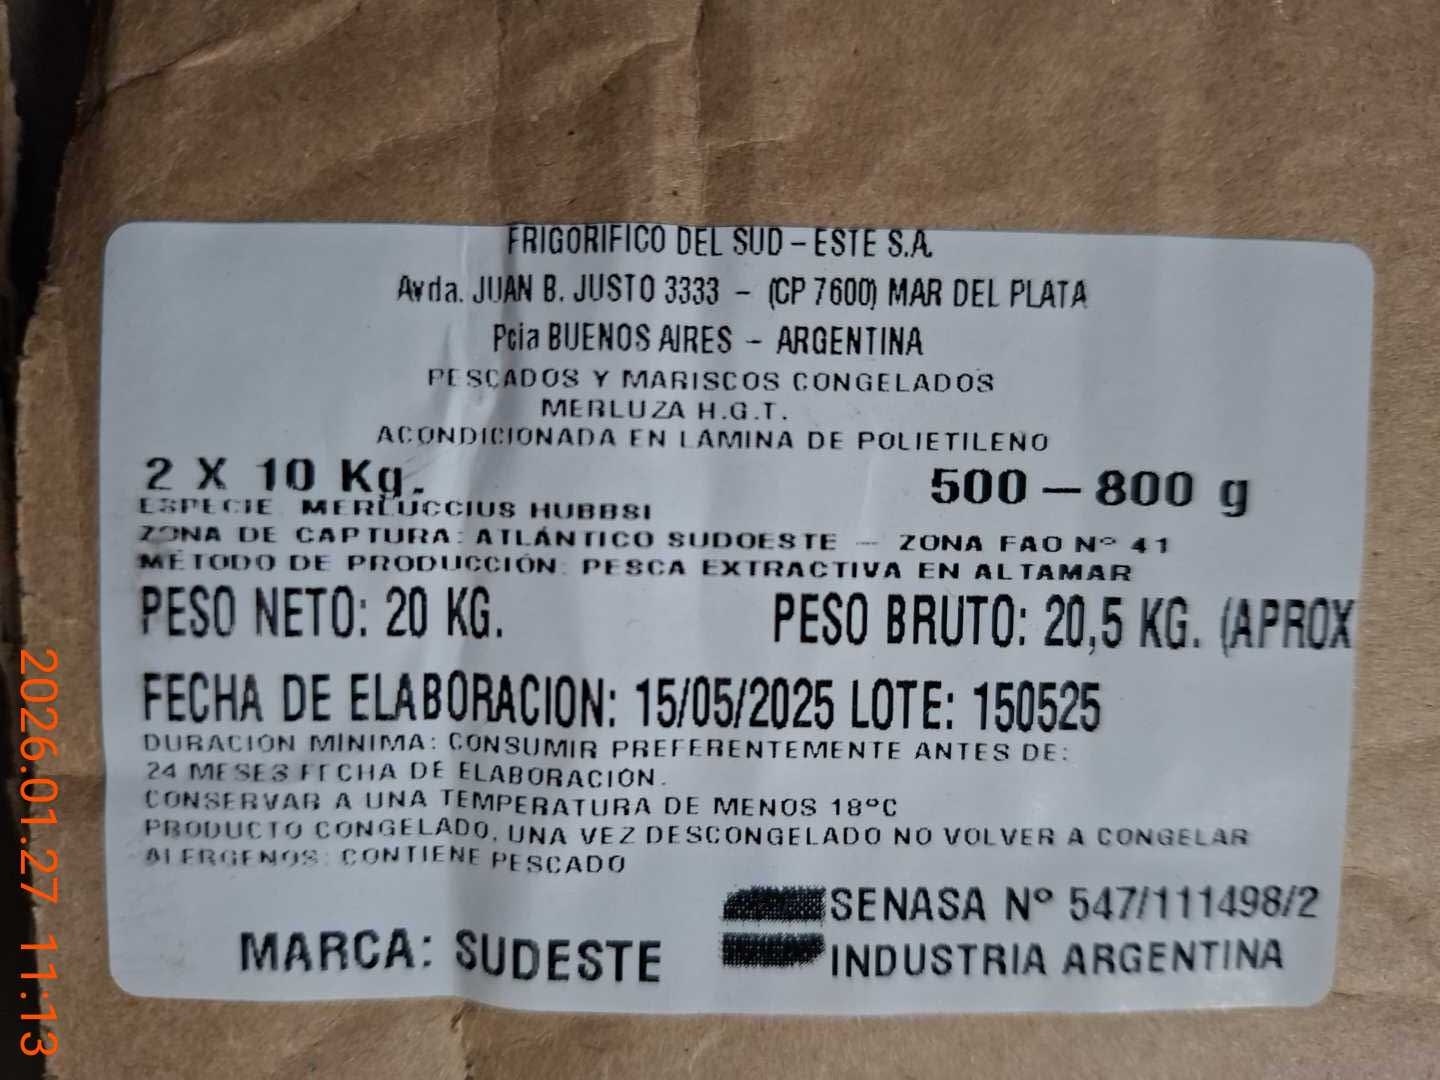 FRIGORIFICO DEL SUD - ESTE S.A.
Avda. JUAN B. JUSTO 3333 - (CP 7600) MAR DEL PLATA
Pcia BUENOS AIRES - ARGENTINA
PESCADOS Y MARISCOS CONGELADOS
MERLUZA H.G.T.
ACONDICIONADA EN LAMINA DE POLIETILENO
2 X 10 Kg. 500 - 800 g
ESPECIE MERLUCCIUS HUBBSI
ZONA DE CAPTURA: ATLÁNTICO SUDOESTE - ZONA FAO Nº 41
MÉTODO DE PRODUCCIÓN: PESCA EXTRACTIVA EN ALTAMAR
PESO NETO: 20 KG. PESO BRUTO: 20,5 KG. (APROX
FECHA DE ELABORACION: 15/05/2025 LOTE: 150525
DURACIÓN MÍNIMA: CONSUMIR PREFERENTEMENTE ANTES DE:
24 MESES FECHA DE ELABORACIÓN.
CONSERVAR A UNA TEMPERATURA DE MENOS 18ºC
PRODUCTO CONGELADO, UNA VEZ DESCONGELADO NO VOLVER A CONGELAR
ALERGENOS: CONTIENE PESCADO
SENASA Nº 547/111498/2
MARCA: SUDESTE INDUSTRIA ARGENTINA
2026.01.27 11:13